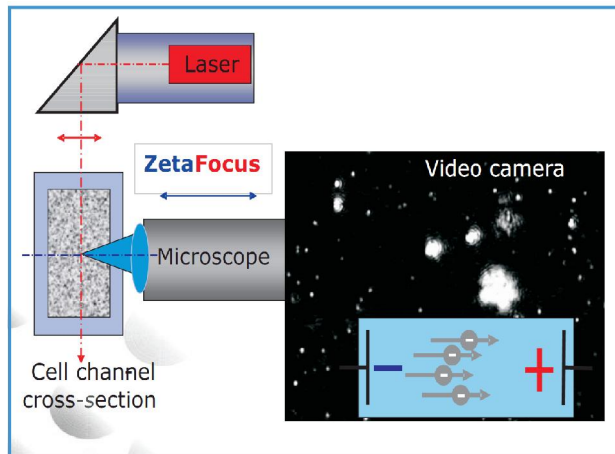 Laser
ZetaFocus
Video camera
Microscope
Cell channel
cross-section